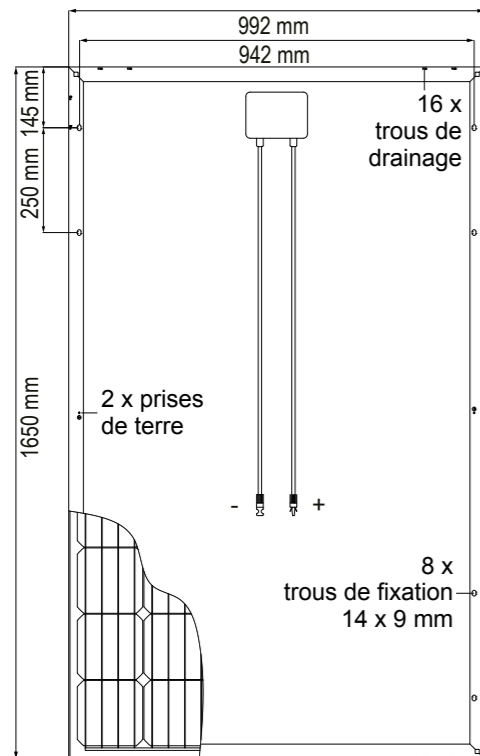 992 mm
942 mm
145 mm
250 mm
1650 mm
16 x
trous de
drainage
2 x prises
de terre
- +
8 x
trous de fixation
14 x 9 mm